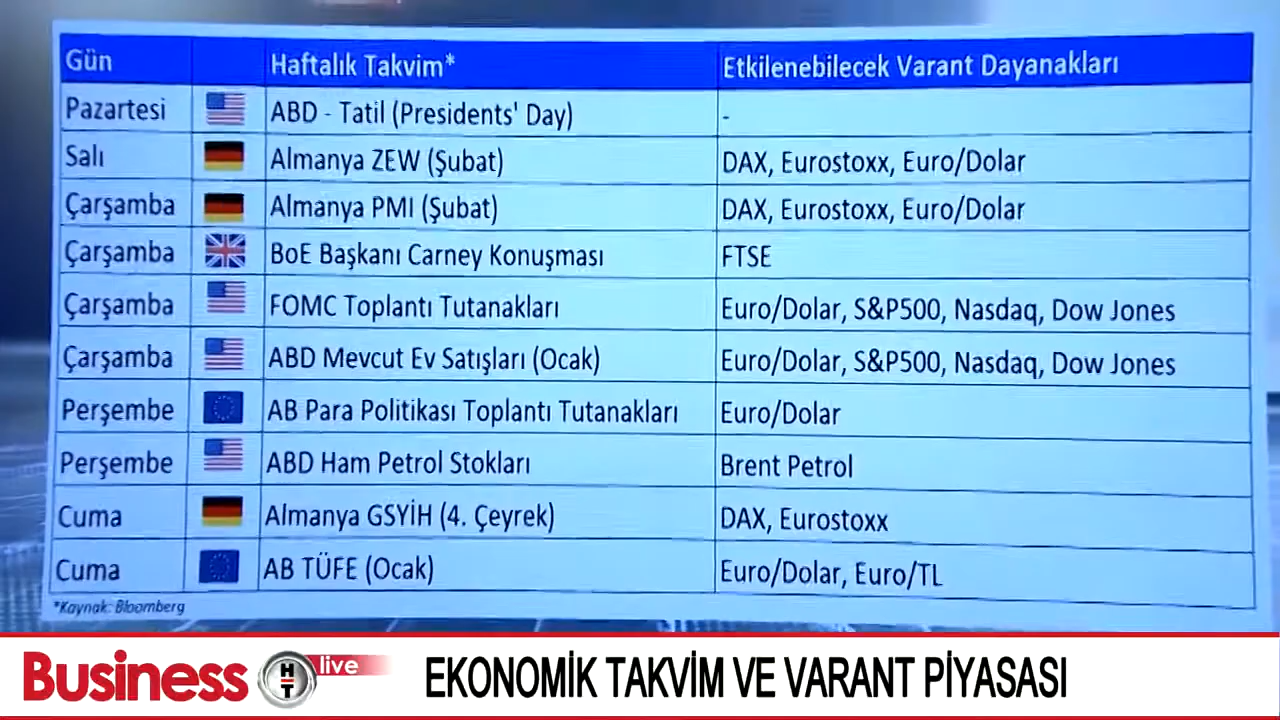 Gün Haftalık Takvim* Etkilenebilecek Varant Dayanakları
Pazartesi ABD - Tatil (Presidents' Day) -
Salı Almanya ZEW (Şubat) DAX, Eurostoxx, Euro/Dolar
Çarşamba Almanya PMI (Şubat) DAX, Eurostoxx, Euro/Dolar
Çarşamba BoE Başkanı Carney Konuşması FTSE
Çarşamba FOMC Toplantı Tutanakları Euro/Dolar, S&P500, Nasdaq, Dow Jones
Çarşamba ABD Mevcut Ev Satışları (Ocak) Euro/Dolar, S&P500, Nasdaq, Dow Jones
Perşembe AB Para Politikası Toplantı Tutanakları Euro/Dolar
Perşembe ABD Ham Petrol Stokları Brent Petrol
Cuma Almanya GSYİH (4. Çeyrek) DAX, Eurostoxx
Cuma AB TÜFE (Ocak) Euro/Dolar, Euro/TL
*Kaynak: Bloomberg
Business HT live EKONOMİK TAKVİM VE VARANT PİYASASI